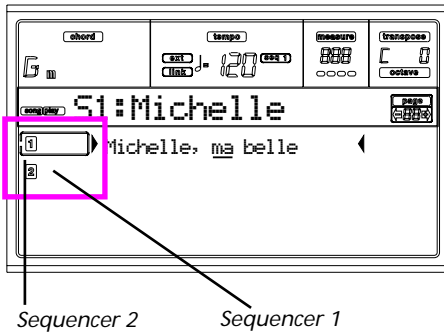 chord tempo measure transpose
G m ext link = 120 seq 1 888 C 0
octave
song play S1:Michelle page
1 Michelle, ma belle
2
Sequencer 2 Sequencer 1